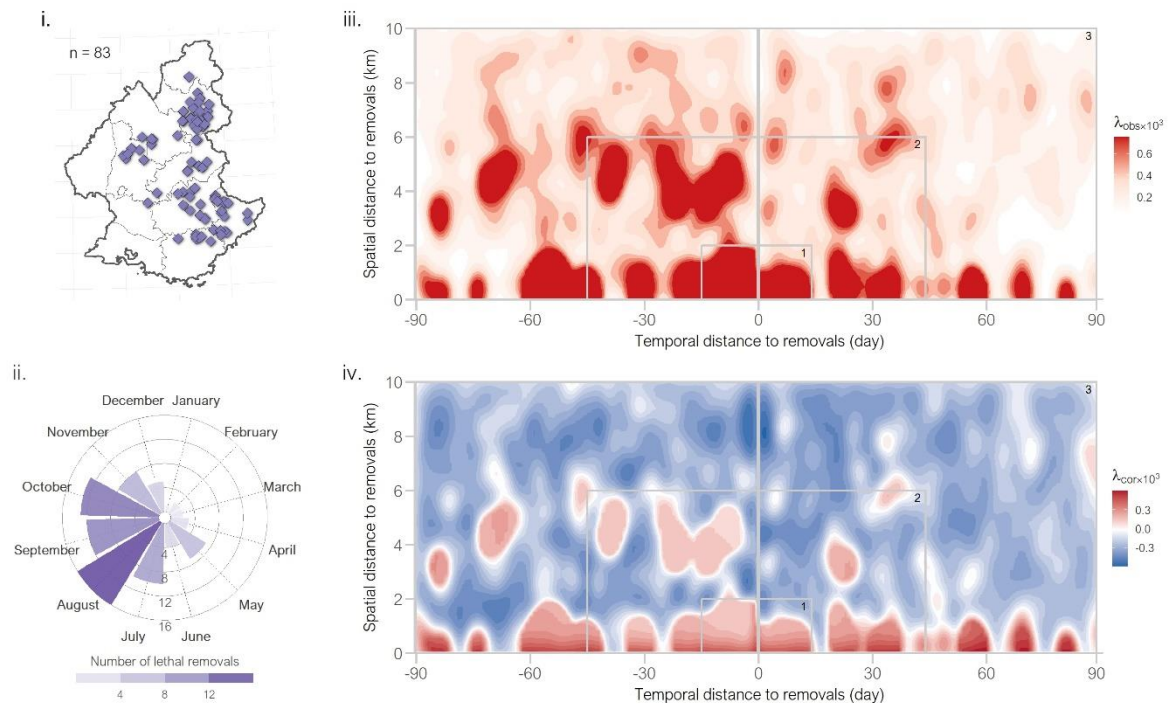 i.
n = 83
ii.
December January
November
February
October
March
September
April
August
May
July
June
4
8
12
16
Number of lethal removals
4 8 12
iii.
Spatial distance to removals (km)
10
8
6
4
2
0
3
2
1
-90 -60 -30 0 30 60 90
Temporal distance to removals (day)
λobs×10³
0.6
0.4
0.2
iv.
Spatial distance to removals (km)
10
8
6
4
2
0
3
2
1
-90 -60 -30 0 30 60 90
Temporal distance to removals (day)
λcor×10³
0.3
0.0
-0.3